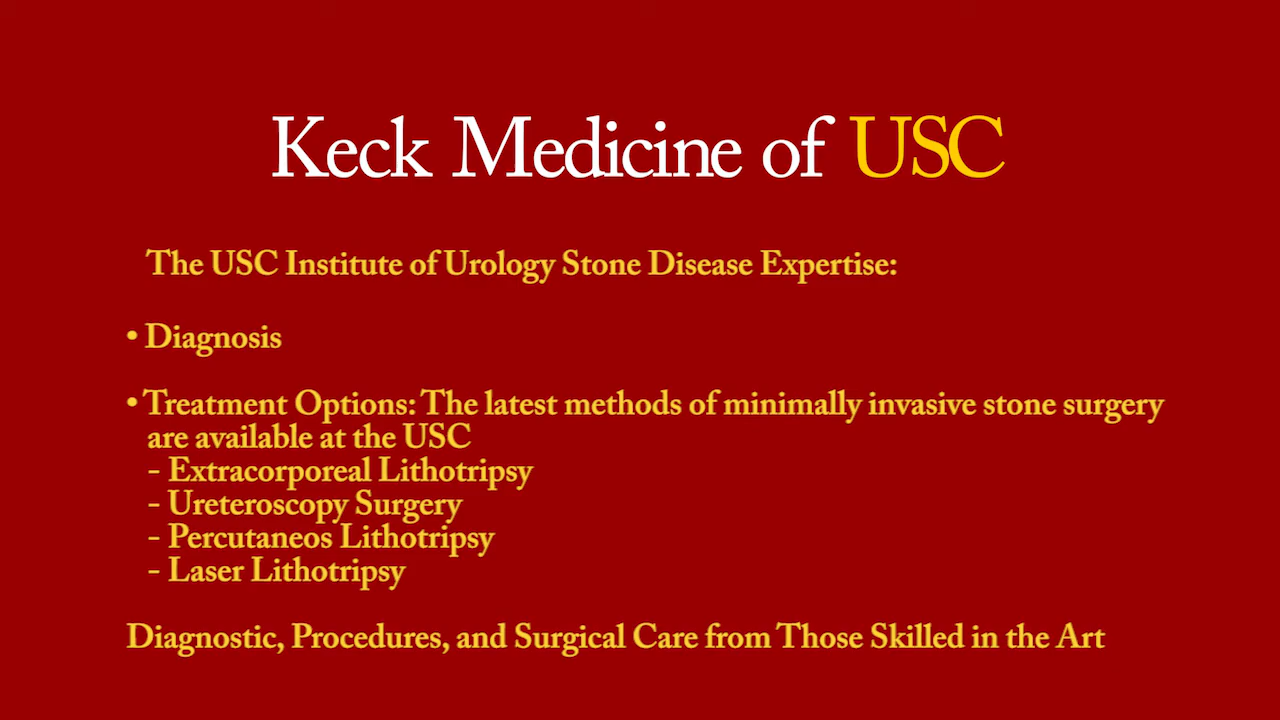 Keck Medicine of USC
The USC Institute of Urology Stone Disease Expertise:
• Diagnosis
• Treatment Options: The latest methods of minimally invasive stone surgery
are available at the USC
- Extracorporeal Lithotripsy
- Ureteroscopy Surgery
- Percutaneos Lithotripsy
- Laser Lithotripsy
Diagnostic, Procedures, and Surgical Care from Those Skilled in the Art